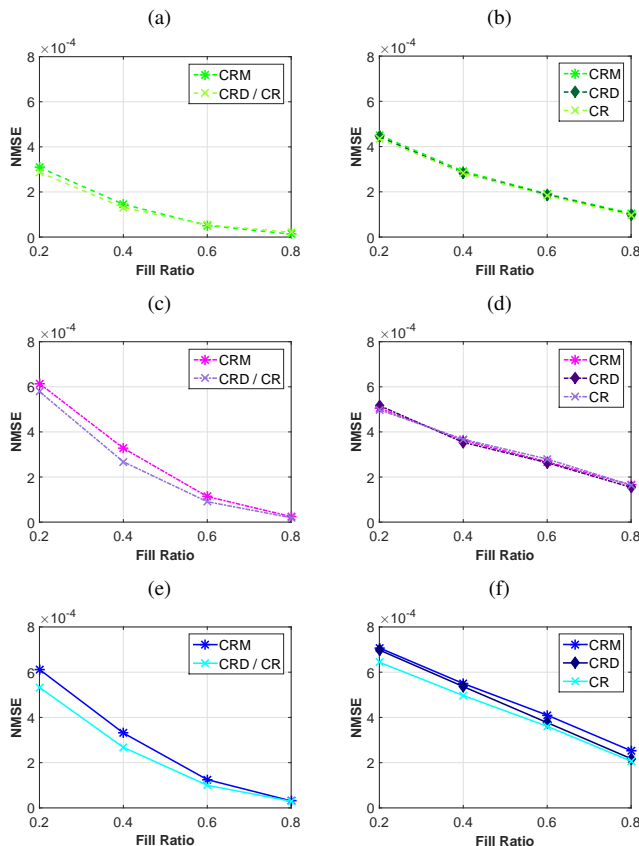 (a)
×10⁻⁴
8
6
4
2
0
NMSE
CRM
CRD / CR
0.2 0.4 0.6 0.8
Fill Ratio
(b)
×10⁻⁴
8
6
4
2
0
NMSE
CRM
CRD
CR
0.2 0.4 0.6 0.8
Fill Ratio
(c)
×10⁻⁴
8
6
4
2
0
NMSE
CRM
CRD / CR
0.2 0.4 0.6 0.8
Fill Ratio
(d)
×10⁻⁴
8
6
4
2
0
NMSE
CRM
CRD
CR
0.2 0.4 0.6 0.8
Fill Ratio
(e)
×10⁻⁴
8
6
4
2
0
NMSE
CRM
CRD / CR
0.2 0.4 0.6 0.8
Fill Ratio
(f)
×10⁻⁴
8
6
4
2
0
NMSE
CRM
CRD
CR
0.2 0.4 0.6 0.8
Fill Ratio